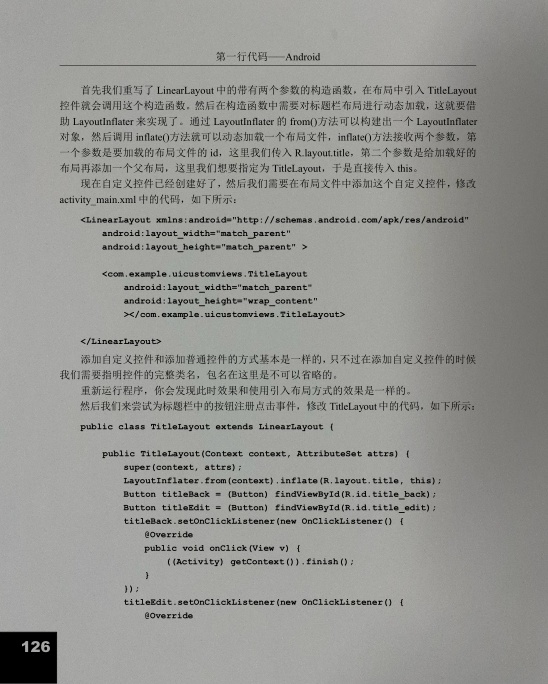 第一行代码——Android
首先我们重写了 LinearLayout 中的带有两个参数的构造函数，在布局中引入 TitleLayout
控件就会调用这个构造函数。然后在构造函数中需要对标题栏布局进行动态加载，这就要借
助 LayoutInflater 来实现了。通过 LayoutInflater 的 from()方法可以构建出一个 LayoutInflater
对象，然后调用 inflate()方法就可以动态加载一个布局文件，inflate()方法接收两个参数，第
一个参数是要加载的布局文件的 id，这里我们传入 R.layout.title，第二个参数是给加载好的
布局再添加一个父布局，这里我们想要指定为 TitleLayout，于是直接传入 this。
现在自定义控件已经创建好了，然后我们需要在布局文件中添加这个自定义控件，修改
activity_main.xml 中的代码，如下所示：
<LinearLayout xmlns:android="http://schemas.android.com/apk/res/android"
android:layout_width="match_parent"
android:layout_height="match_parent" >
<com.example.uicustomviews.TitleLayout
android:layout_width="match_parent"
android:layout_height="wrap_content"
></com.example.uicustomviews.TitleLayout>
</LinearLayout>
添加自定义控件和添加普通控件的方式基本是一样的，只不过在添加自定义控件的时候
我们需要指明控件的完整类名，包名在这里是不可以省略的。
重新运行程序，你会发现此时效果和使用引入布局方式的效果是一样的。
然后我们来尝试为标题栏中的按钮注册点击事件，修改 TitleLayout 中的代码，如下所示：
public class TitleLayout extends LinearLayout {
public TitleLayout(Context context, AttributeSet attrs) {
super(context, attrs);
LayoutInflater.from(context).inflate(R.layout.title, this);
Button titleBack = (Button) findViewById(R.id.title_back);
Button titleEdit = (Button) findViewById(R.id.title_edit);
titleBack.setOnClickListener(new OnClickListener() {
@Override
public void onClick(View v) {
((Activity) getContext()).finish();
}
});
titleEdit.setOnClickListener(new OnClickListener() {
@Override
126